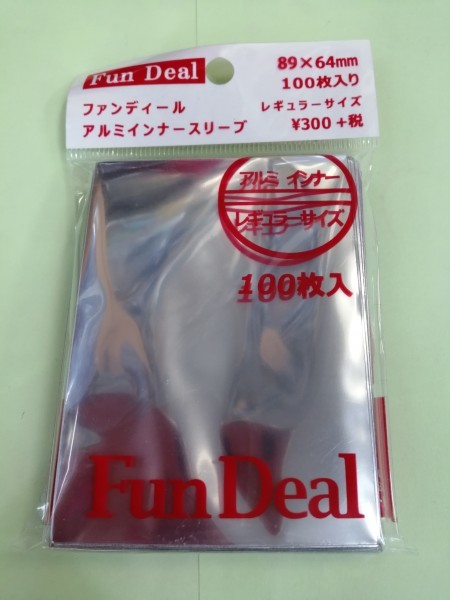 Fun Deal
89×64mm
100枚入り
ファンディール
レギュラーサイズ
アルミインナースリーブ
¥300+税
アルミ インナー
レギュラーサイズ
100枚入
Fun Deal